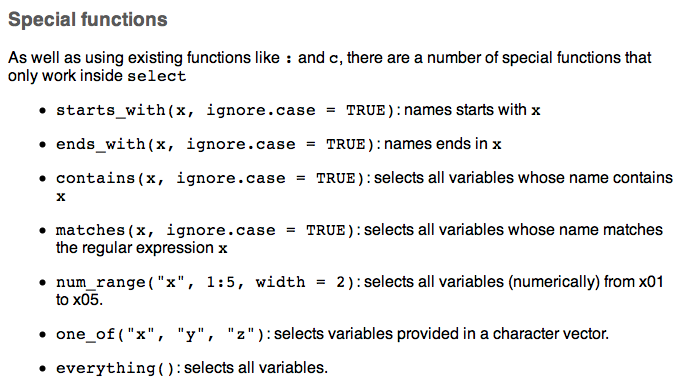 Special functions
As well as using existing functions like : and c, there are a number of special functions that
only work inside select
• starts_with(x, ignore.case = TRUE): names starts with x
• ends_with(x, ignore.case = TRUE): names ends in x
• contains(x, ignore.case = TRUE): selects all variables whose name contains
x
• matches(x, ignore.case = TRUE): selects all variables whose name matches
the regular expression x
• num_range("x", 1:5, width = 2): selects all variables (numerically) from x01
to x05.
• one_of("x", "y", "z"): selects variables provided in a character vector.
• everything(): selects all variables.